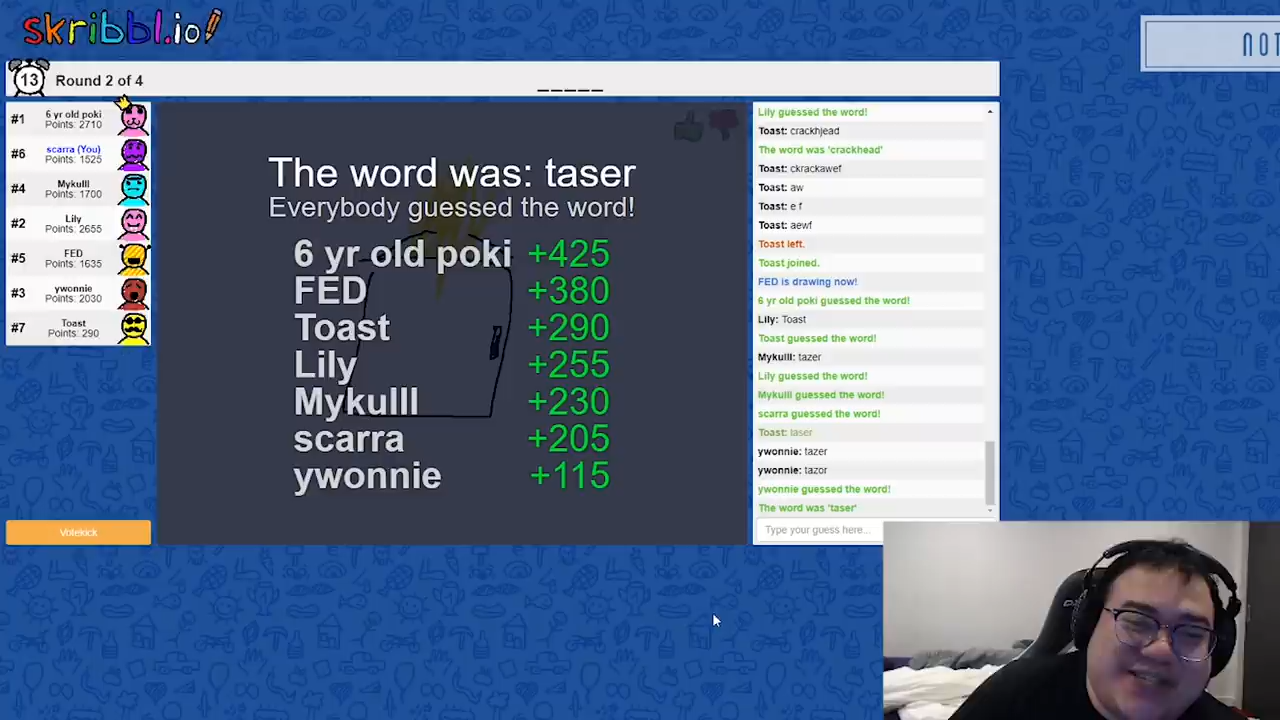 skribbl.io
NOT
13
Round 2 of 4
_____
#1
6 yr old poki
Points: 2710
#6
scarra (You)
Points: 1525
#4
Mykulll
Points: 1700
#2
Lily
Points: 2655
#5
FED
Points: 1635
#3
ywonnie
Points: 2030
#7
Toast
Points: 290
Votekick
The word was: taser
Everybody guessed the word!
6 yr old poki +425
FED +380
Toast +290
Lily +255
Mykulll +230
scarra +205
ywonnie +115
Lily guessed the word!
Toast: crackhjead
The word was 'crackhead'
Toast: ckrackawef
Toast: aw
Toast: e f
Toast: aewf
Toast left.
Toast joined.
FED is drawing now!
6 yr old poki guessed the word!
Lily: Toast
Toast guessed the word!
Mykulll: tazer
Lily guessed the word!
Mykulll guessed the word!
scarra guessed the word!
Toast: taser
ywonnie: tazer
ywonnie: tazor
ywonnie guessed the word!
The word was 'taser'
Type your guess here...